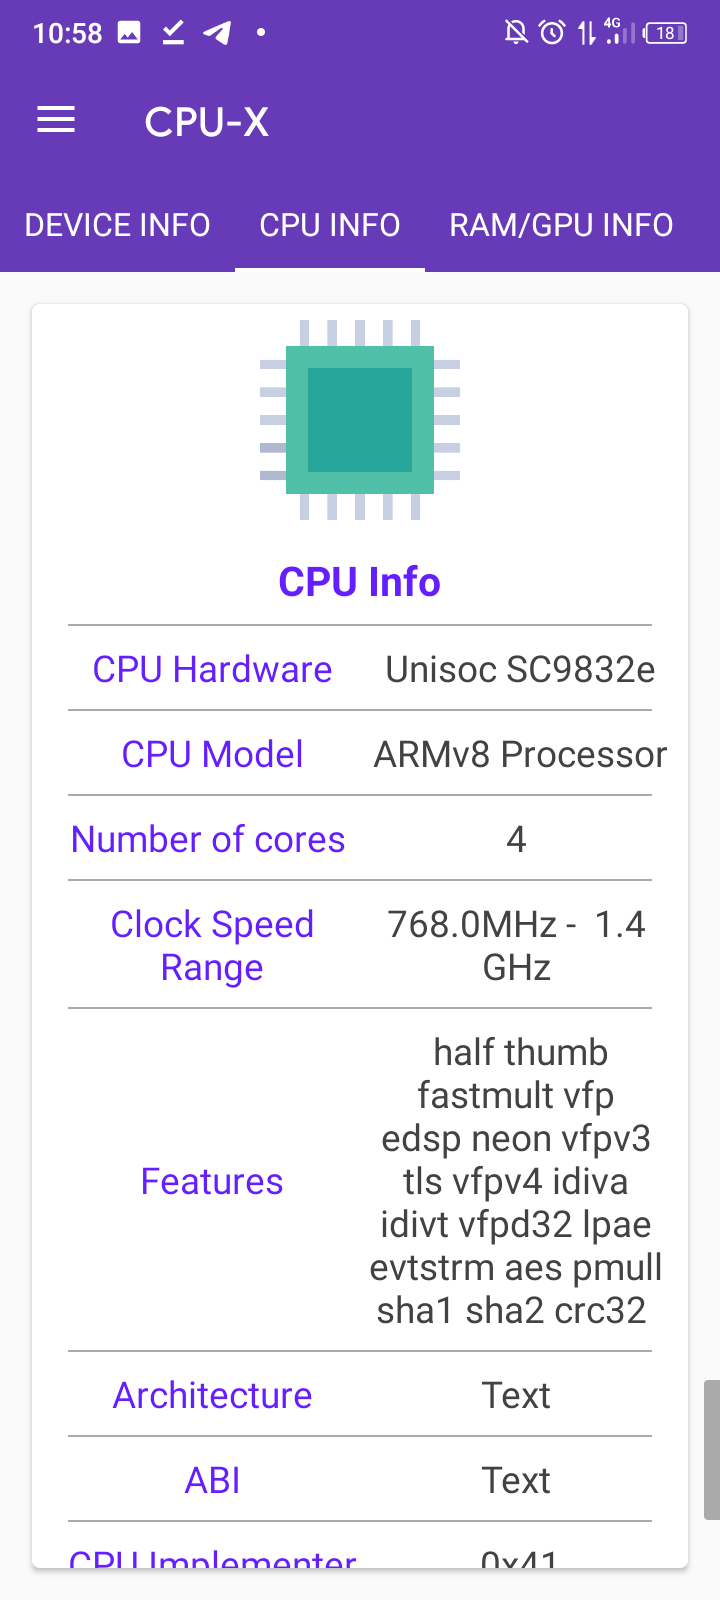 10:58
4G
18
CPU-X
DEVICE INFO CPU INFO RAM/GPU INFO
CPU Info
CPU Hardware Unisoc SC9832e
CPU Model ARMv8 Processor
Number of cores 4
Clock Speed Range 768.0MHz - 1.4 GHz
Features
half thumb
fastmult vfp
edsp neon vfpv3
tls vfpv4 idiva
idivt vfpd32 lpae
evtstrm aes pmull
sha1 sha2 crc32
Architecture Text
ABI Text
CPU Implementer 0x41